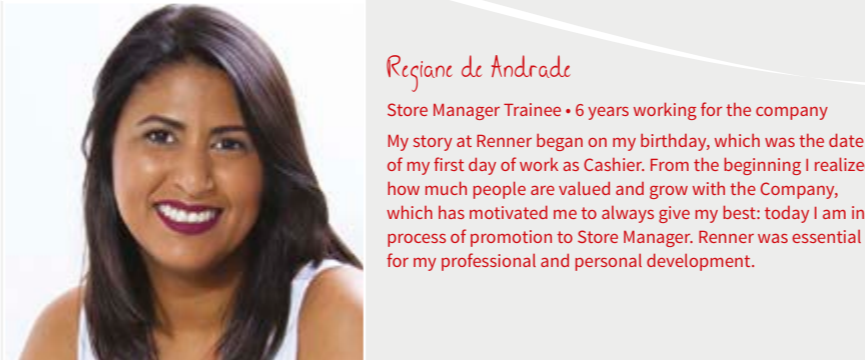 Regiane de Andrade
Store Manager Trainee • 6 years working for the company
My story at Renner began on my birthday, which was the date
of my first day of work as Cashier. From the beginning I realize
how much people are valued and grow with the Company,
which has motivated me to always give my best: today I am in
process of promotion to Store Manager. Renner was essential
for my professional and personal development.